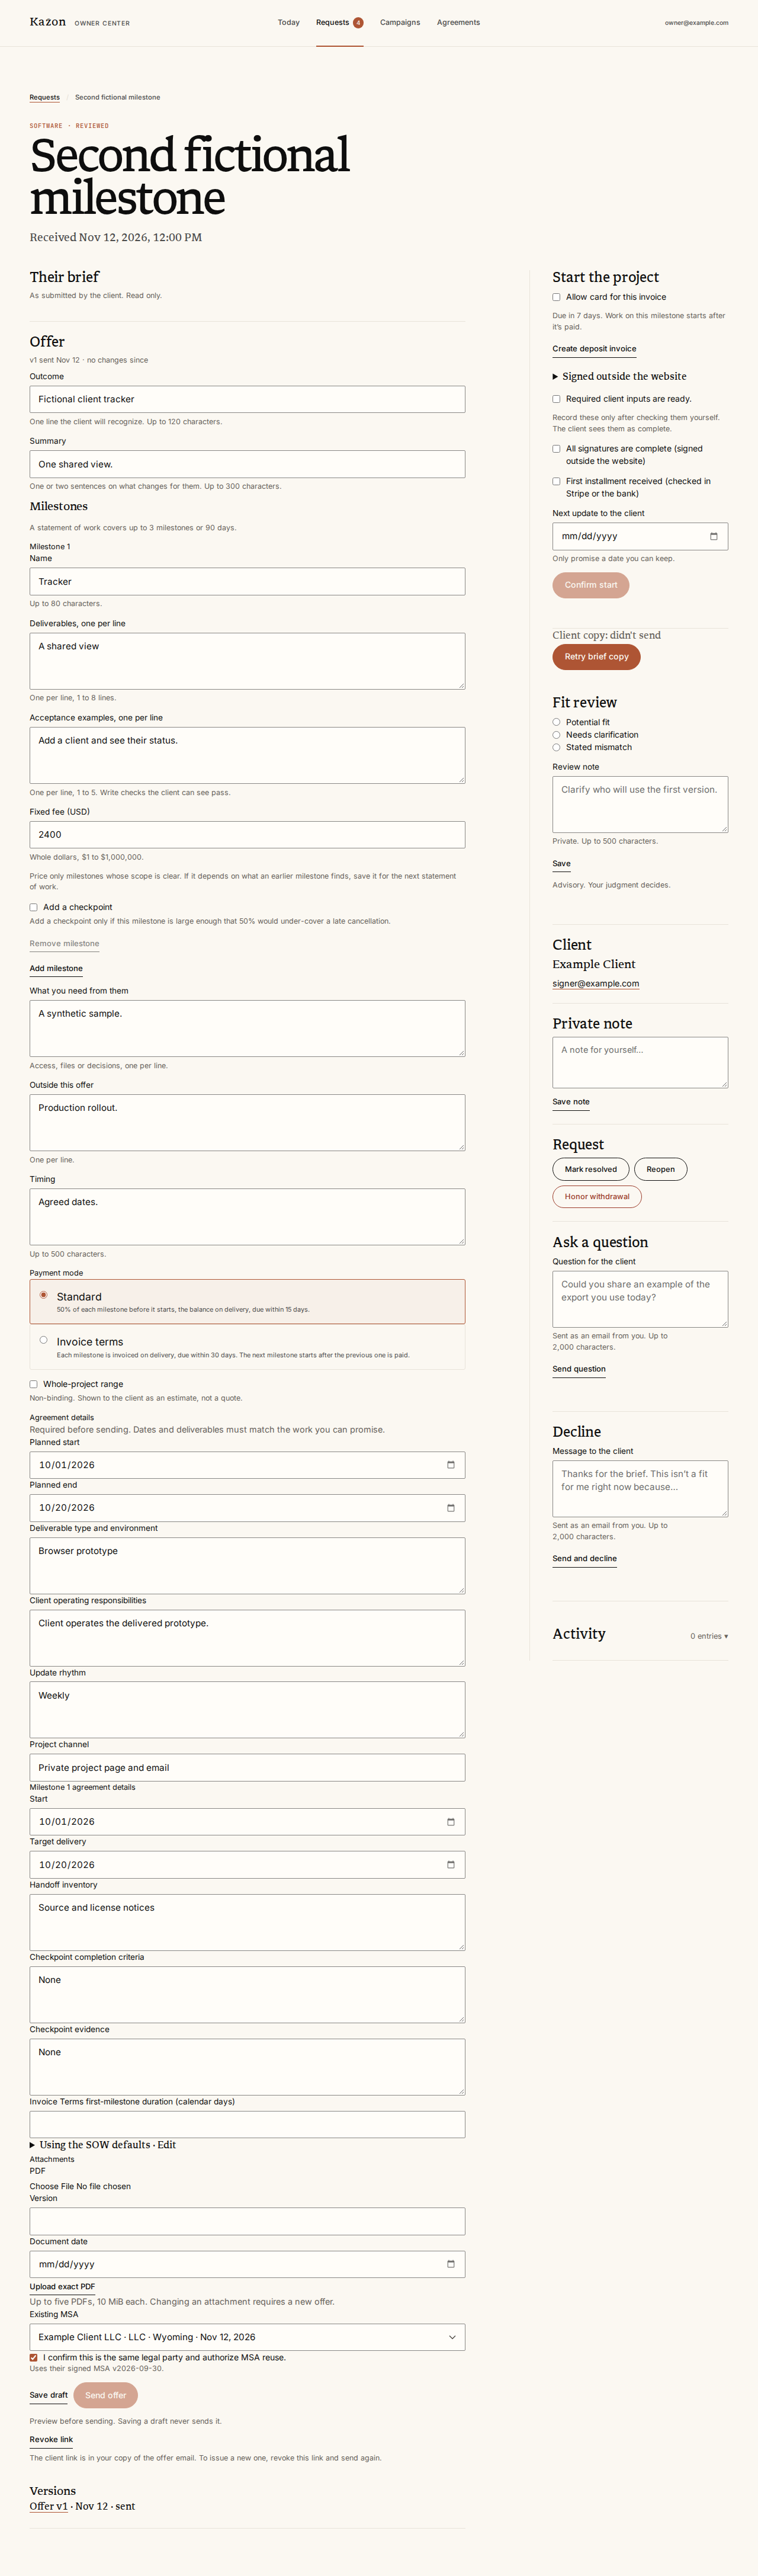 Kazon OWNER CENTER
Today
Requests 4
Campaigns
Agreements
owner@example.com
Requests / Second fictional milestone
SOFTWARE · REVIEWED
Second fictional
milestone
Received Nov 12, 2026, 12:00 PM
Their brief
As submitted by the client. Read only.
Offer
v1 sent Nov 12 · no changes since
Outcome
Fictional client tracker
One line the client will recognize. Up to 120 characters.
Summary
One shared view.
One or two sentences on what changes for them. Up to 300 characters.
Milestones
A statement of work covers up to 3 milestones or 90 days.
Milestone 1
Name
Tracker
Up to 80 characters.
Deliverables, one per line
A shared view
One per line, 1 to 8 lines.
Acceptance examples, one per line
Add a client and see their status.
One per line, 1 to 5. Write checks the client can see pass.
Fixed fee (USD)
2400
Whole dollars, $1 to $1,000,000.
Price only milestones whose scope is clear. If it depends on what an earlier milestone finds, save it for the next statement
of work.
Add a checkpoint
Add a checkpoint only if this milestone is large enough that 50% would under-cover a late cancellation.
Remove milestone
Add milestone
What you need from them
A synthetic sample.
Access, files or decisions, one per line.
Outside this offer
Production rollout.
One per line.
Timing
Agreed dates.
Up to 500 characters.
Payment mode
Standard
50% of each milestone before it starts, the balance on delivery, due within 15 days.
Invoice terms
Each milestone is invoiced on delivery, due within 30 days. The next milestone starts after the previous one is paid.
Whole-project range
Non-binding. Shown to the client as an estimate, not a quote.
Agreement details
Required before sending. Dates and deliverables must match the work you can promise.
Planned start
10/01/2026
Planned end
10/20/2026
Deliverable type and environment
Browser prototype
Client operating responsibilities
Client operates the delivered prototype.
Update rhythm
Weekly
Project channel
Private project page and email
Milestone 1 agreement details
Start
10/01/2026
Target delivery
10/20/2026
Handoff inventory
Source and license notices
Checkpoint completion criteria
None
Checkpoint evidence
None
Invoice Terms first-milestone duration (calendar days)
Using the SOW defaults · Edit
Attachments
PDF
Choose File No file chosen
Version
Document date
mm/dd/yyyy
Upload exact PDF
Up to five PDFs, 10 MiB each. Changing an attachment requires a new offer.
Existing MSA
Example Client LLC · LLC · Wyoming · Nov 12, 2026
I confirm this is the same legal party and authorize MSA reuse.
Uses their signed MSA v2026-09-30.
Save draft
Send offer
Preview before sending. Saving a draft never sends it.
Revoke link
The client link is in your copy of the offer email. To issue a new one, revoke this link and send again.
Versions
Offer v1 · Nov 12 · sent
Start the project
Allow card for this invoice
Due in 7 days. Work on this milestone starts after
it's paid.
Create deposit invoice
Signed outside the website
Required client inputs are ready.
Record these only after checking them yourself.
The client sees them as complete.
All signatures are complete (signed
outside the website)
First installment received (checked in
Stripe or the bank)
Next update to the client
mm/dd/yyyy
Only promise a date you can keep.
Confirm start
Client copy: didn't send
Retry brief copy
Fit review
Potential fit
Needs clarification
Stated mismatch
Review note
Clarify who will use the first version.
Private. Up to 500 characters.
Save
Advisory. Your judgment decides.
Client
Example Client
signer@example.com
Private note
A note for yourself...
Save note
Request
Mark resolved
Reopen
Honor withdrawal
Ask a question
Question for the client
Could you share an example of the
export you use today?
Sent as an email from you. Up to
2,000 characters.
Send question
Decline
Message to the client
Thanks for the brief. This isn't a fit
for me right now because...
Sent as an email from you. Up to
2,000 characters.
Send and decline
Activity
0 entries ▾